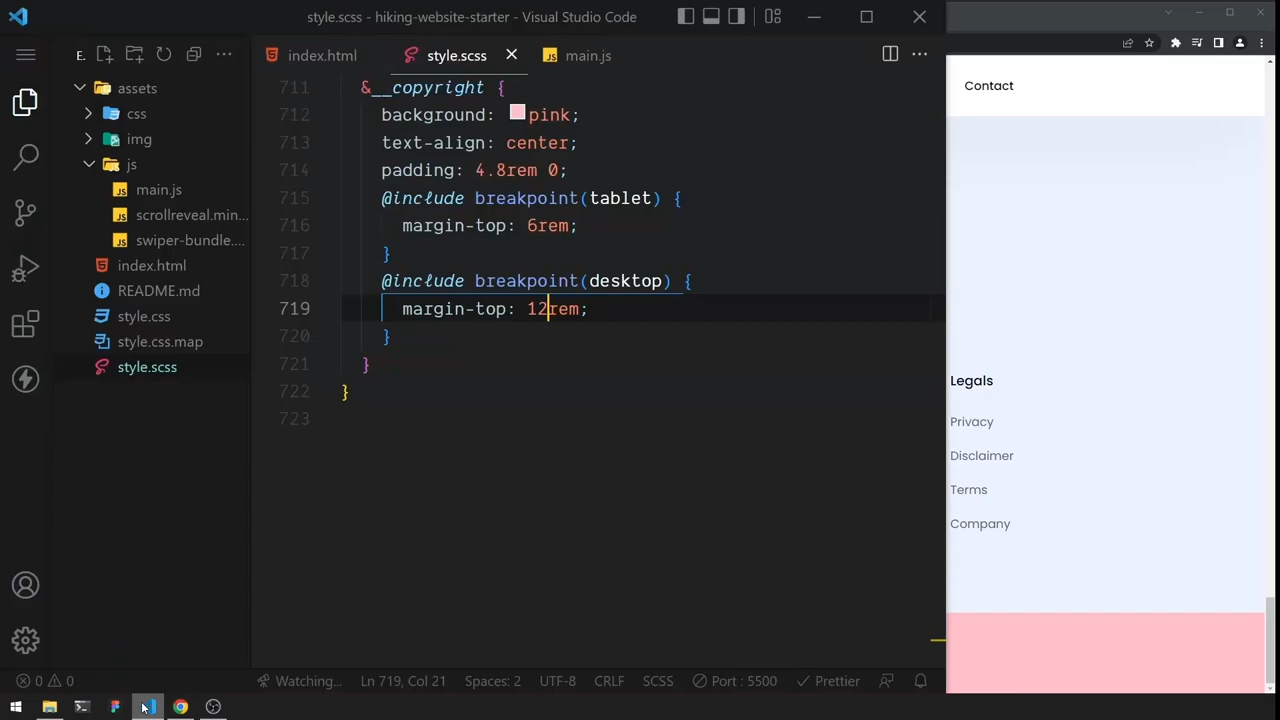 style.scss - hiking-website-starter - Visual Studio Code
E.
index.html
style.scss
main.js
assets
css
img
js
main.js
scrollreveal.min...
swiper-bundle....
index.html
README.md
style.css
style.css.map
style.scss
711 &__copyright {
712 background: pink;
713 text-align: center;
714 padding: 4.8rem 0;
715 @include breakpoint(tablet) {
716 margin-top: 6rem;
717 }
718 @include breakpoint(desktop) {
719 margin-top: 12rem;
720 }
721 }
722 }
723
Contact
Legals
Privacy
Disclaimer
Terms
Company
0 0 Watching... Ln 719, Col 21 Spaces: 2 UTF-8 CRLF SCSS Port : 5500 Prettier